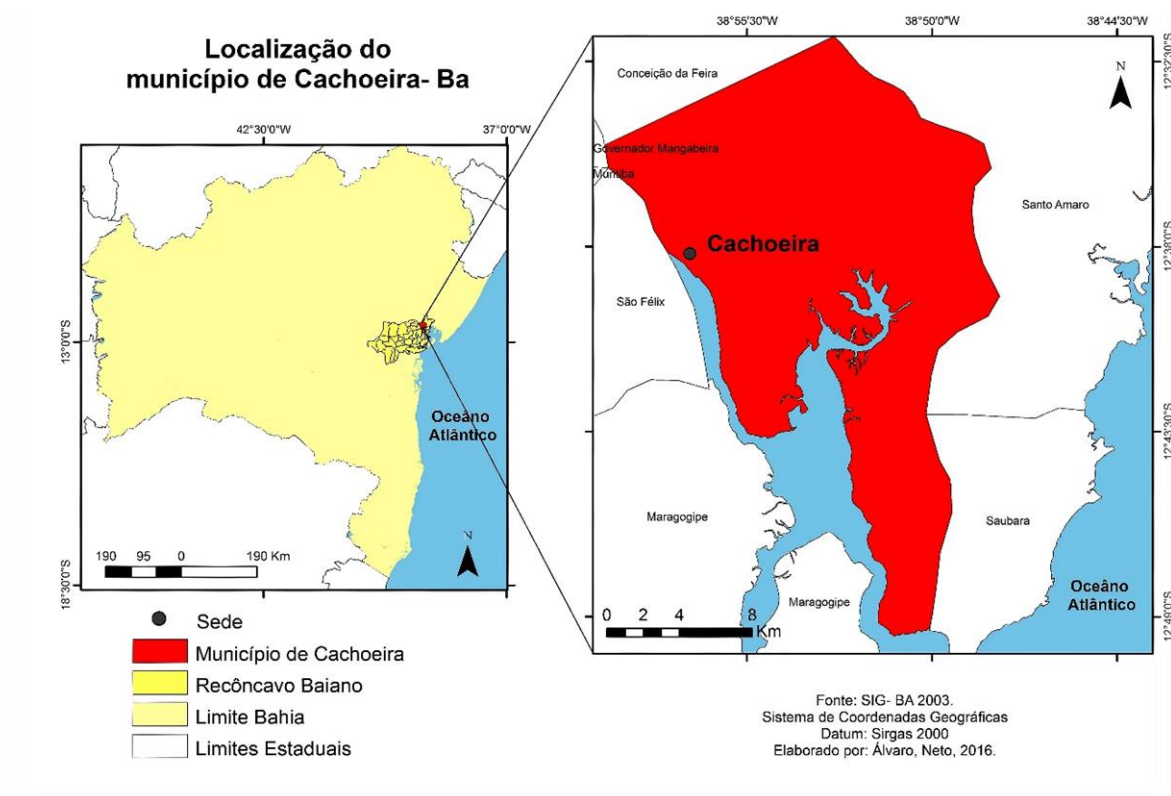 Localização do
município de Cachoeira- Ba
42°30'0"W
37°0'0"W
13°0'0"S
18°30'0"S
Oceâno
Atlântico
N
190 95 0 190 Km
Sede
Município de Cachoeira
Recôncavo Baiano
Limite Bahia
Limites Estaduais
38°55'30"W
38°50'0"W
38°44'30"W
12°32'30"S
12°38'0"S
12°43'30"S
12°49'0"S
N
Conceição da Feira
Governador Mangabeira
Muritiba
Santo Amaro
Cachoeira
São Félix
Maragogipe
Saubara
Maragogipe
Oceâno
Atlântico
0 2 4 8
Km
Fonte: SIG- BA 2003.
Sistema de Coordenadas Geográficas
Datum: Sirgas 2000
Elaborado por: Álvaro, Neto, 2016.